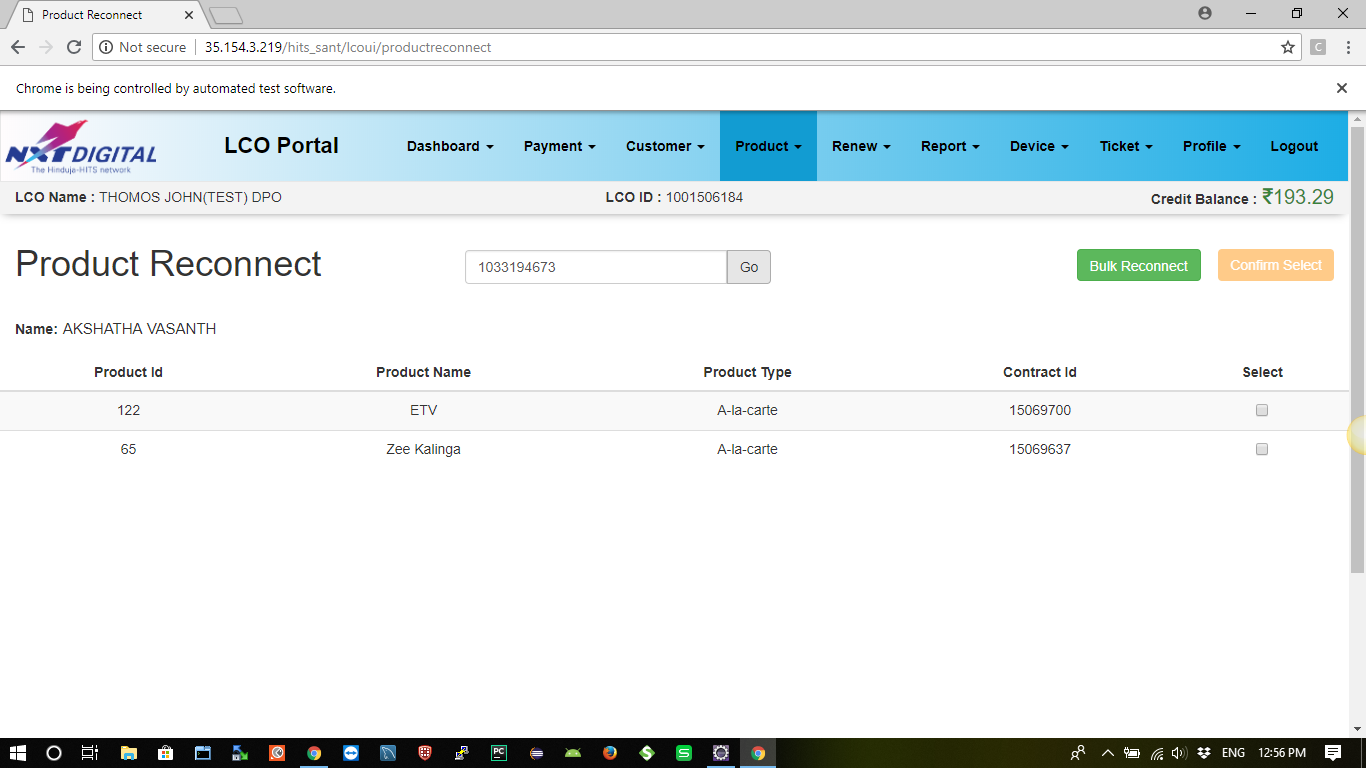 Product Reconnect
Not secure 35.154.3.219/hits_sant/lcoui/productreconnect
Chrome is being controlled by automated test software.
NXTDIGITAL
The Hinduja-HITS network
LCO Portal Dashboard Payment Customer Product Renew Report Device Ticket Profile Logout
LCO Name : THOMOS JOHN(TEST) DPO LCO ID : 1001506184 Credit Balance : ₹193.29
Product Reconnect 1033194673 Go Bulk Reconnect Confirm Select
Name: AKSHATHA VASANTH
Product Id Product Name Product Type Contract Id Select
122 ETV A-la-carte 15069700
65 Zee Kalinga A-la-carte 15069637
ENG 12:56 PM